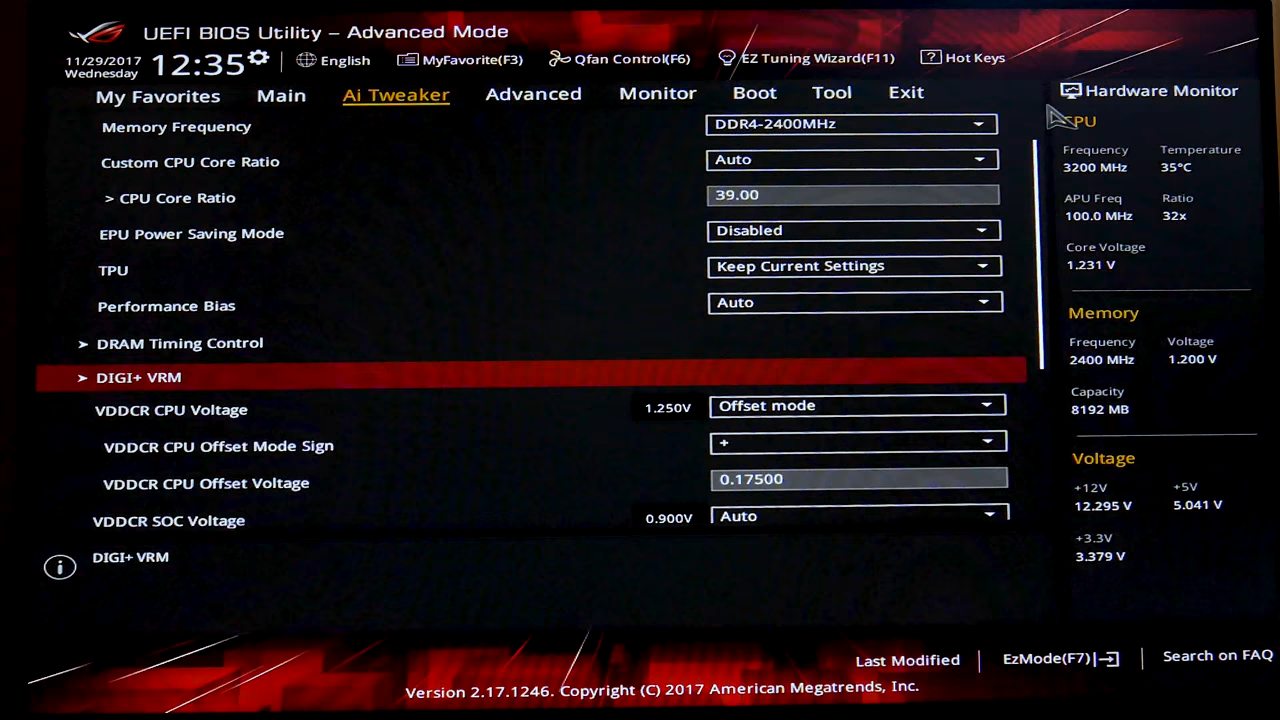 UEFI BIOS Utility – Advanced Mode
11/29/2017
Wednesday
12:35
English
MyFavorite(F3)
Qfan Control(F6)
EZ Tuning Wizard(F11)
? Hot Keys
My Favorites
Main
Ai Tweaker
Advanced
Monitor
Boot
Tool
Exit
Memory Frequency
DDR4-2400MHz
Custom CPU Core Ratio
Auto
> CPU Core Ratio
39.00
EPU Power Saving Mode
Disabled
TPU
Keep Current Settings
Performance Bias
Auto
DRAM Timing Control
DIGI+ VRM
VDDCR CPU Voltage
1.250V
Offset mode
VDDCR CPU Offset Mode Sign
+
VDDCR CPU Offset Voltage
0.17500
VDDCR SOC Voltage
0.900V
Auto
i
DIGI+ VRM
Hardware Monitor
CPU
Frequency
Temperature
3200 MHz
35°C
APU Freq
Ratio
100.0 MHz
32x
Core Voltage
1.231 V
Memory
Frequency
Voltage
2400 MHz
1.200 V
Capacity
8192 MB
Voltage
+12V
+5V
12.295 V
5.041 V
+3.3V
3.379 V
Last Modified
EzMode(F7)
Search on FAQ
Version 2.17.1246. Copyright (C) 2017 American Megatrends, Inc.